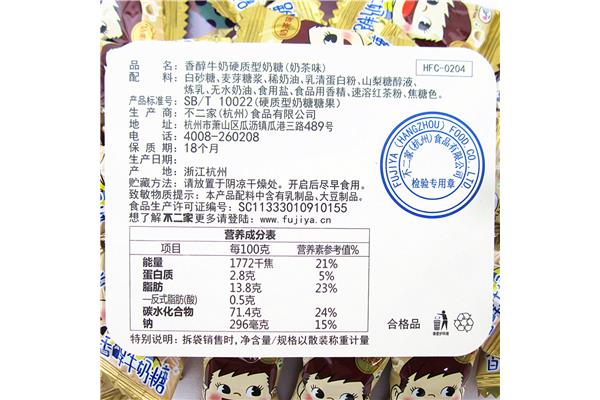 品 名：香醇牛奶硬质型奶糖(奶茶味)
HFC-0204
配 料：白砂糖、麦芽糖浆、稀奶油、乳清蛋白粉、山梨糖醇液、
炼乳、无水奶油、食用盐、食品用香精、速溶红茶粉、焦糖色。
产品标准号：SB/T 10022(硬质型奶糖糖果)
生 产 商：不二家(杭州)食品有限公司
地 址：杭州市萧山区瓜沥镇瓜港三路489号
电 话：4008-260208
保 质 期：18个月
生产日期：
产 地：浙江杭州
贮藏方法：请放置于阴凉干燥处。开启后尽早食用。
致敏物质提示：本产品配料中含有乳制品、大豆制品。
食品生产许可证编号：SC11333010910155
想了解不二家更多请登陆：www.fujiya.cn
FUJIYA (HANGZHOU) FOOD CO., LTD
不二家(杭州)食品有限公司
检验专用章
营养成分表
项目 每100克 营养素参考值%
能量 1772千焦 21%
蛋白质 2.8克 5%
脂肪 13.8克 23%
—反式脂肪(酸) 0.5克
碳水化合物 71.4克 24%
钠 296毫克 15%
合格品
特别说明：拆袋销售时,净含量/规格以散装称重计量
香醇牛奶糖